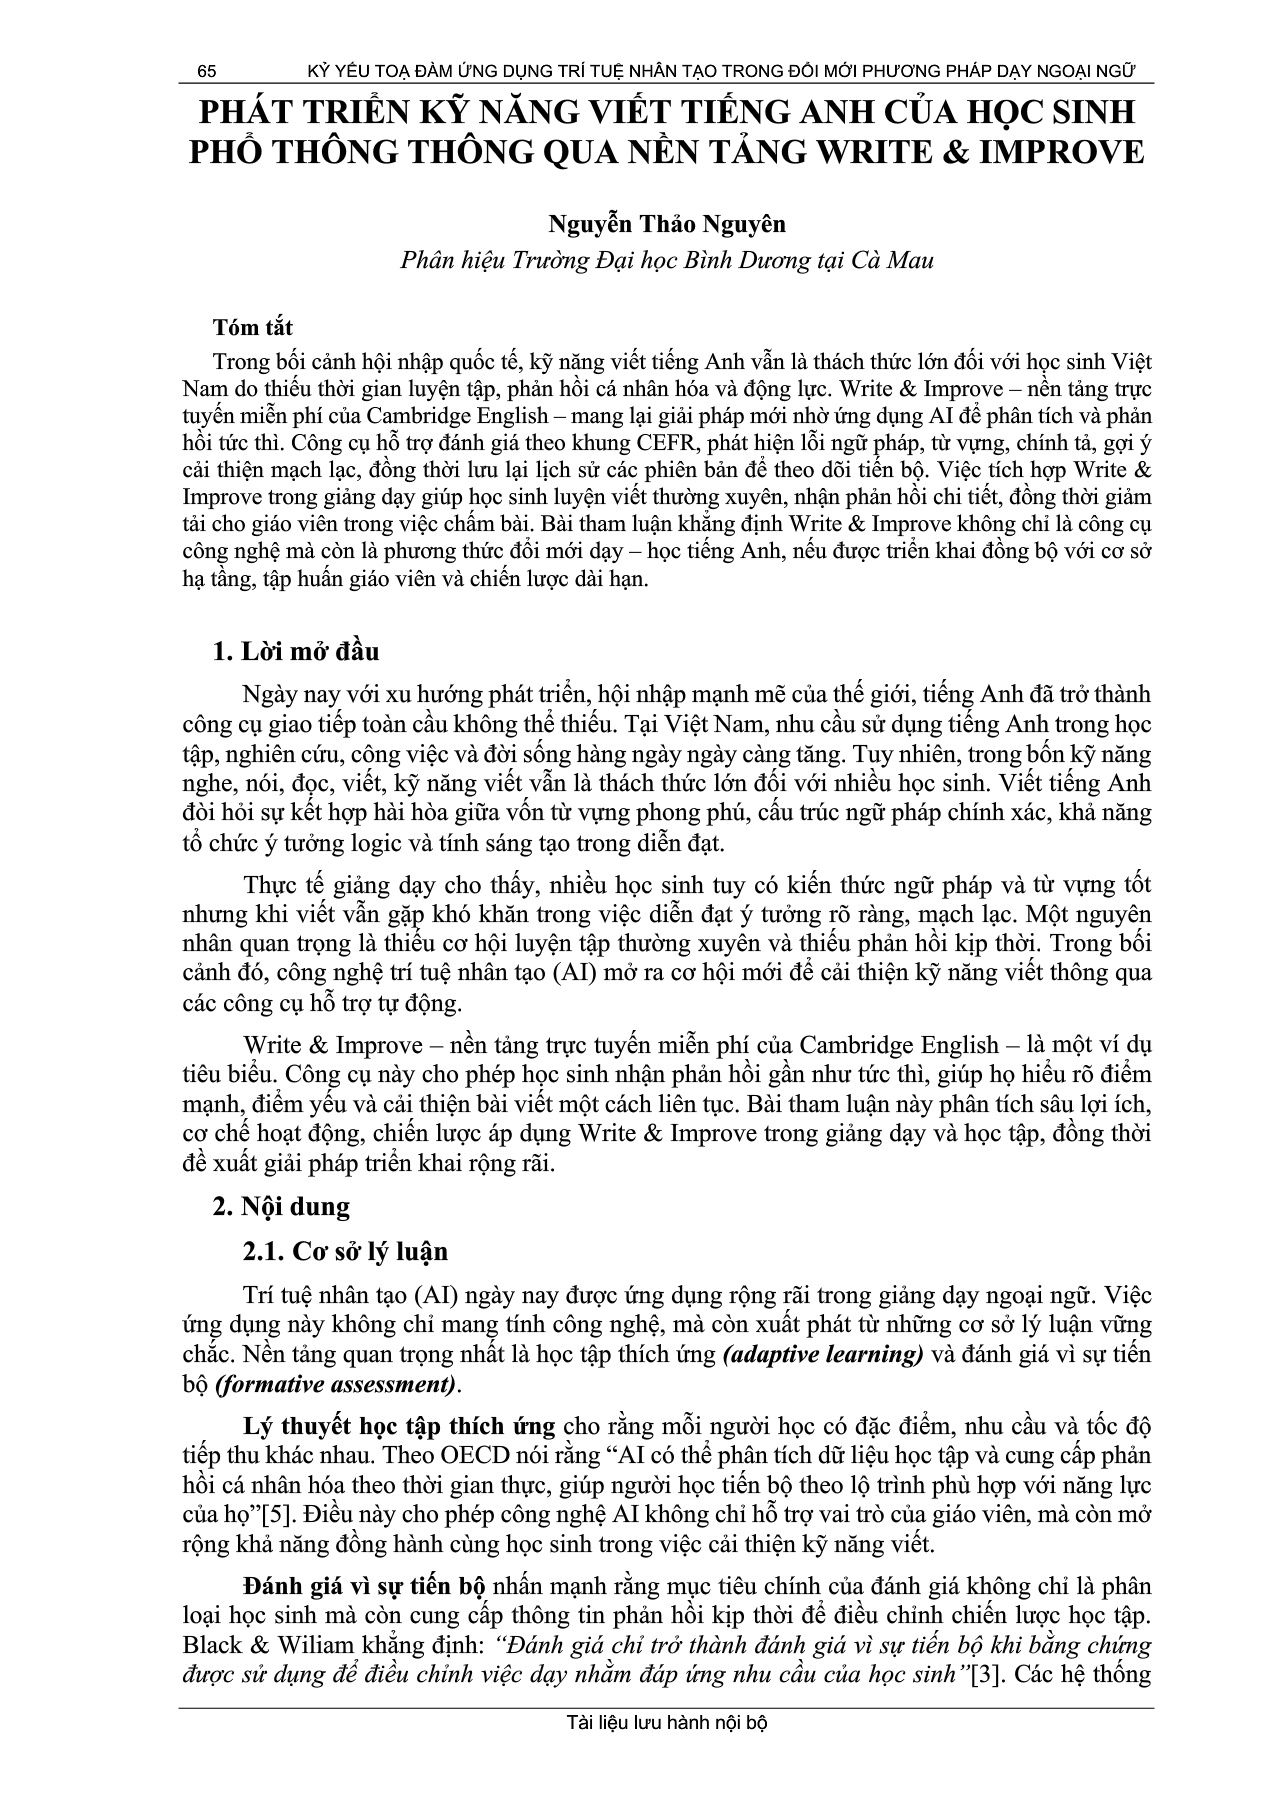 65 KỶ YẾU TOẠ ĐÀM ỨNG DỤNG TRÍ TUỆ NHÂN TẠO TRONG ĐỔI MỚI PHƯƠNG PHÁP DẠY NGOẠI NGỮ
PHÁT TRIỂN KỸ NĂNG VIẾT TIẾNG ANH CỦA HỌC SINH
PHỔ THÔNG THÔNG QUA NỀN TẢNG WRITE & IMPROVE
Nguyễn Thảo Nguyên
Phân hiệu Trường Đại học Bình Dương tại Cà Mau
Tóm tắt
Trong bối cảnh hội nhập quốc tế, kỹ năng viết tiếng Anh vẫn là thách thức lớn đối với học sinh Việt
Nam do thiếu thời gian luyện tập, phản hồi cá nhân hóa và động lực. Write & Improve – nền tảng trực
tuyến miễn phí của Cambridge English – mang lại giải pháp mới nhờ ứng dụng AI để phân tích và phản
hồi tức thì. Công cụ hỗ trợ đánh giá theo khung CEFR, phát hiện lỗi ngữ pháp, từ vựng, chính tả, gợi ý
cải thiện mạch lạc, đồng thời lưu lại lịch sử các phiên bản để theo dõi tiến bộ. Việc tích hợp Write &
Improve trong giảng dạy giúp học sinh luyện viết thường xuyên, nhận phản hồi chi tiết, đồng thời giảm
tải cho giáo viên trong việc chấm bài. Bài tham luận khẳng định Write & Improve không chỉ là công cụ
công nghệ mà còn là phương thức đổi mới dạy – học tiếng Anh, nếu được triển khai đồng bộ với cơ sở
hạ tầng, tập huấn giáo viên và chiến lược dài hạn.
1. Lời mở đầu
Ngày nay với xu hướng phát triển, hội nhập mạnh mẽ của thế giới, tiếng Anh đã trở thành
công cụ giao tiếp toàn cầu không thể thiếu. Tại Việt Nam, nhu cầu sử dụng tiếng Anh trong học
tập, nghiên cứu, công việc và đời sống hàng ngày ngày càng tăng. Tuy nhiên, trong bốn kỹ năng
nghe, nói, đọc, viết, kỹ năng viết vẫn là thách thức lớn đối với nhiều học sinh. Viết tiếng Anh
đòi hỏi sự kết hợp hài hòa giữa vốn từ vựng phong phú, cấu trúc ngữ pháp chính xác, khả năng
tổ chức ý tưởng logic và tính sáng tạo trong diễn đạt.
Thực tế giảng dạy cho thấy, nhiều học sinh tuy có kiến thức ngữ pháp và từ vựng tốt
nhưng khi viết vẫn gặp khó khăn trong việc diễn đạt ý tưởng rõ ràng, mạch lạc. Một nguyên
nhân quan trọng là thiếu cơ hội luyện tập thường xuyên và thiếu phản hồi kịp thời. Trong bối
cảnh đó, công nghệ trí tuệ nhân tạo (AI) mở ra cơ hội mới để cải thiện kỹ năng viết thông qua
các công cụ hỗ trợ tự động.
Write & Improve – nền tảng trực tuyến miễn phí của Cambridge English – là một ví dụ
tiêu biểu. Công cụ này cho phép học sinh nhận phản hồi gần như tức thì, giúp họ hiểu rõ điểm
mạnh, điểm yếu và cải thiện bài viết một cách liên tục. Bài tham luận này phân tích sâu lợi ích,
cơ chế hoạt động, chiến lược áp dụng Write & Improve trong giảng dạy và học tập, đồng thời
đề xuất giải pháp triển khai rộng rãi.
2. Nội dung
2.1. Cơ sở lý luận
Trí tuệ nhân tạo (AI) ngày nay được ứng dụng rộng rãi trong giảng dạy ngoại ngữ. Việc
ứng dụng này không chỉ mang tính công nghệ, mà còn xuất phát từ những cơ sở lý luận vững
chắc. Nền tảng quan trọng nhất là học tập thích ứng (adaptive learning) và đánh giá vì sự tiến
bộ (formative assessment).
Lý thuyết học tập thích ứng cho rằng mỗi người học có đặc điểm, nhu cầu và tốc độ
tiếp thu khác nhau. Theo OECD nói rằng “AI có thể phân tích dữ liệu học tập và cung cấp phản
hồi cá nhân hóa theo thời gian thực, giúp người học tiến bộ theo lộ trình phù hợp với năng lực
của họ”[5]. Điều này cho phép công nghệ AI không chỉ hỗ trợ vai trò của giáo viên, mà còn mở
rộng khả năng đồng hành cùng học sinh trong việc cải thiện kỹ năng viết.
Đánh giá vì sự tiến bộ nhấn mạnh rằng mục tiêu chính của đánh giá không chỉ là phân
loại học sinh mà còn cung cấp thông tin phản hồi kịp thời để điều chỉnh chiến lược học tập.
Black & Wiliam khẳng định: “Đánh giá chỉ trở thành đánh giá vì sự tiến bộ khi bằng chứng
được sử dụng để điều chỉnh việc dạy nhằm đáp ứng nhu cầu của học sinh”[3]. Các hệ thống
Tài liệu lưu hành nội bộ